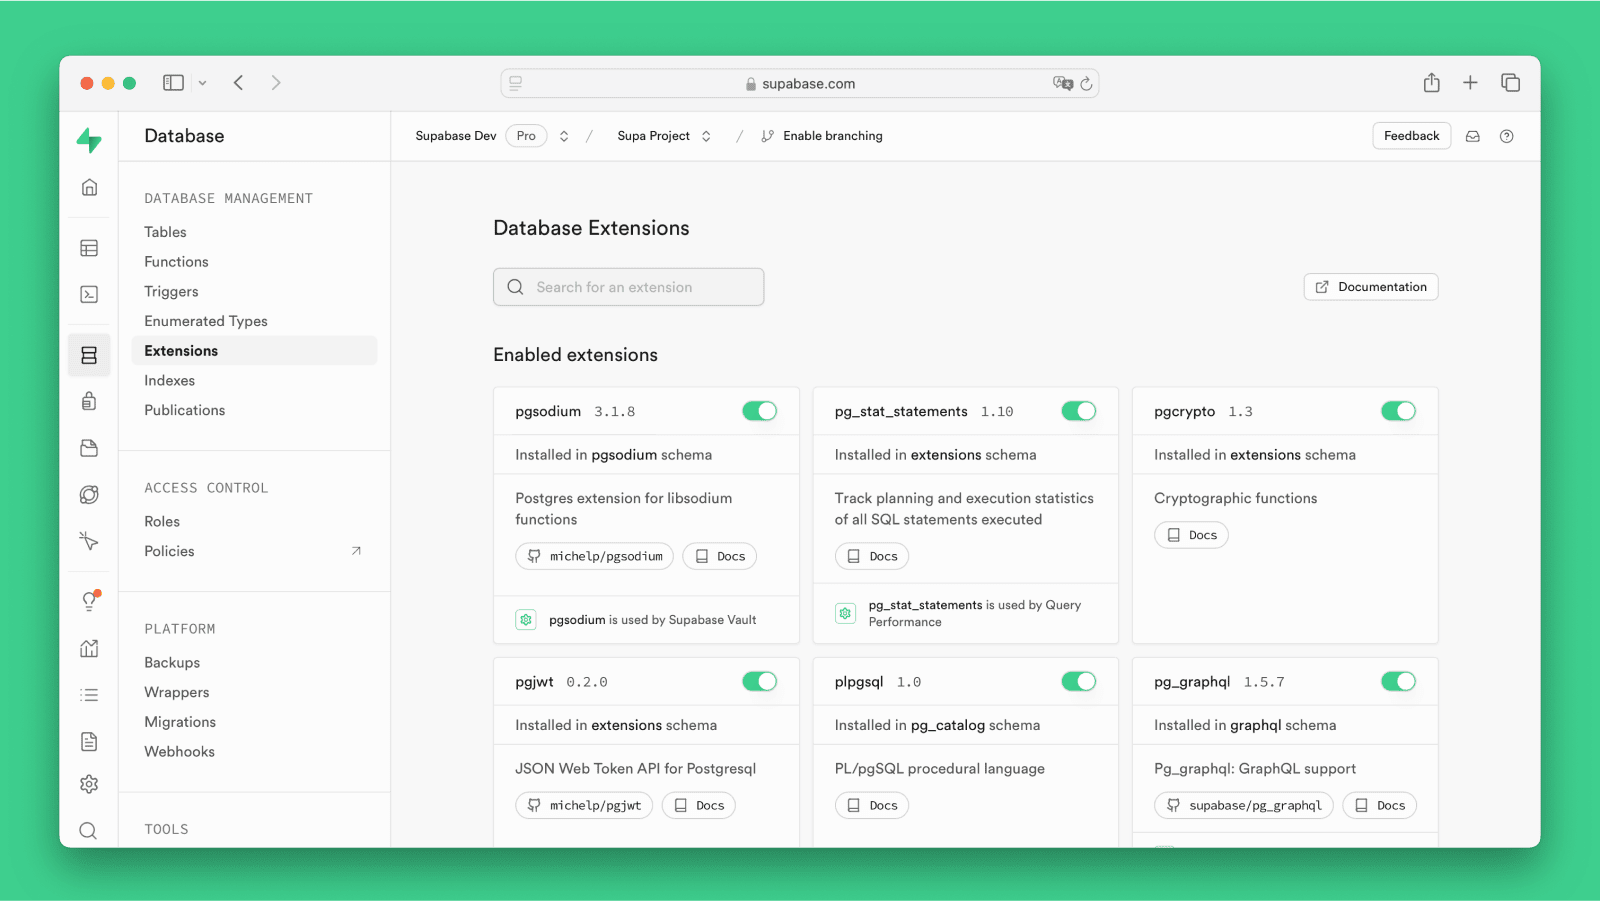 supabase.com
Database
Supabase Dev Pro / Supa Project / Enable branching
Feedback
DATABASE MANAGEMENT
Tables
Functions
Triggers
Enumerated Types
Extensions
Indexes
Publications
ACCESS CONTROL
Roles
Policies
PLATFORM
Backups
Wrappers
Migrations
Webhooks
TOOLS
Database Extensions
Search for an extension
Documentation
Enabled extensions
pgsodium 3.1.8
Installed in pgsodium schema
Postgres extension for libsodium
functions
michelp/pgsodium Docs
pgsodium is used by Supabase Vault
pg_stat_statements 1.10
Installed in extensions schema
Track planning and execution statistics
of all SQL statements executed
Docs
pg_stat_statements is used by Query
Performance
pgcrypto 1.3
Installed in extensions schema
Cryptographic functions
Docs
pgjwt 0.2.0
Installed in extensions schema
JSON Web Token API for Postgresql
michelp/pgjwt Docs
plpgsql 1.0
Installed in pg_catalog schema
PL/pgSQL procedural language
Docs
pg_graphql 1.5.7
Installed in graphql schema
Pg_graphql: GraphQL support
supabase/pg_graphql Docs